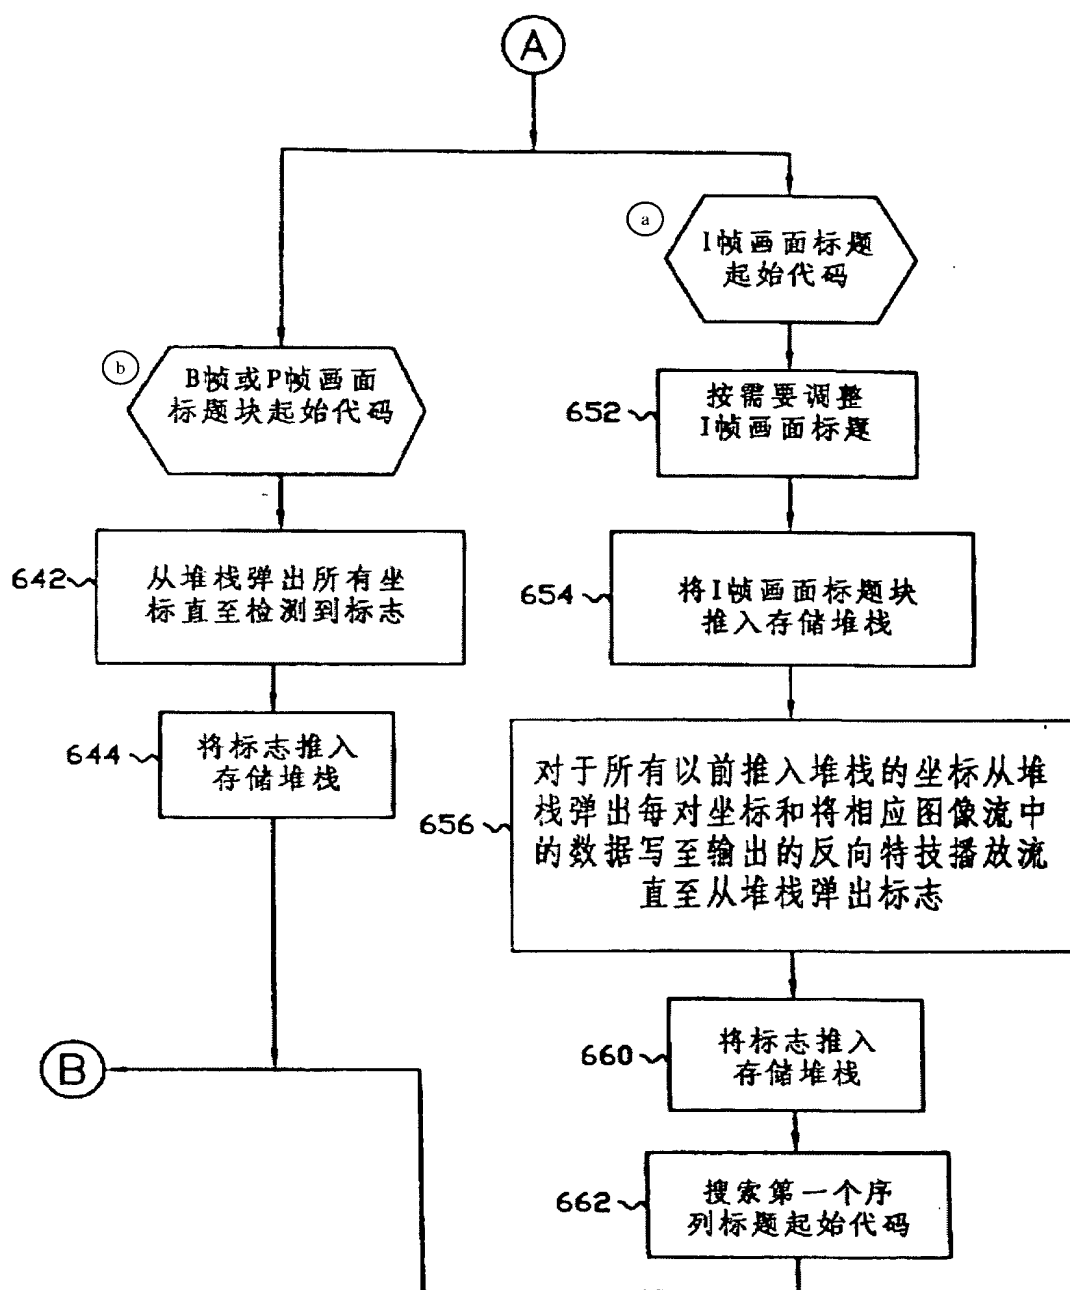 A
a
I帧画面标题
起始代码
b
B帧或P帧画面
标题块起始代码
652
按需要调整
I帧画面标题
642
从堆栈弹出所有坐
标直至检测到标志
654
将I帧画面标题块
推入存储堆栈
644
将标志推入
存储堆栈
656
对于所有以前推入堆栈的坐标从堆
栈弹出每对坐标和将相应图像流中
的数据写至输出的反向特技播放流
直至从堆栈弹出标志
B
660
将标志推入
存储堆栈
662
搜索第一个序
列标题起始代码